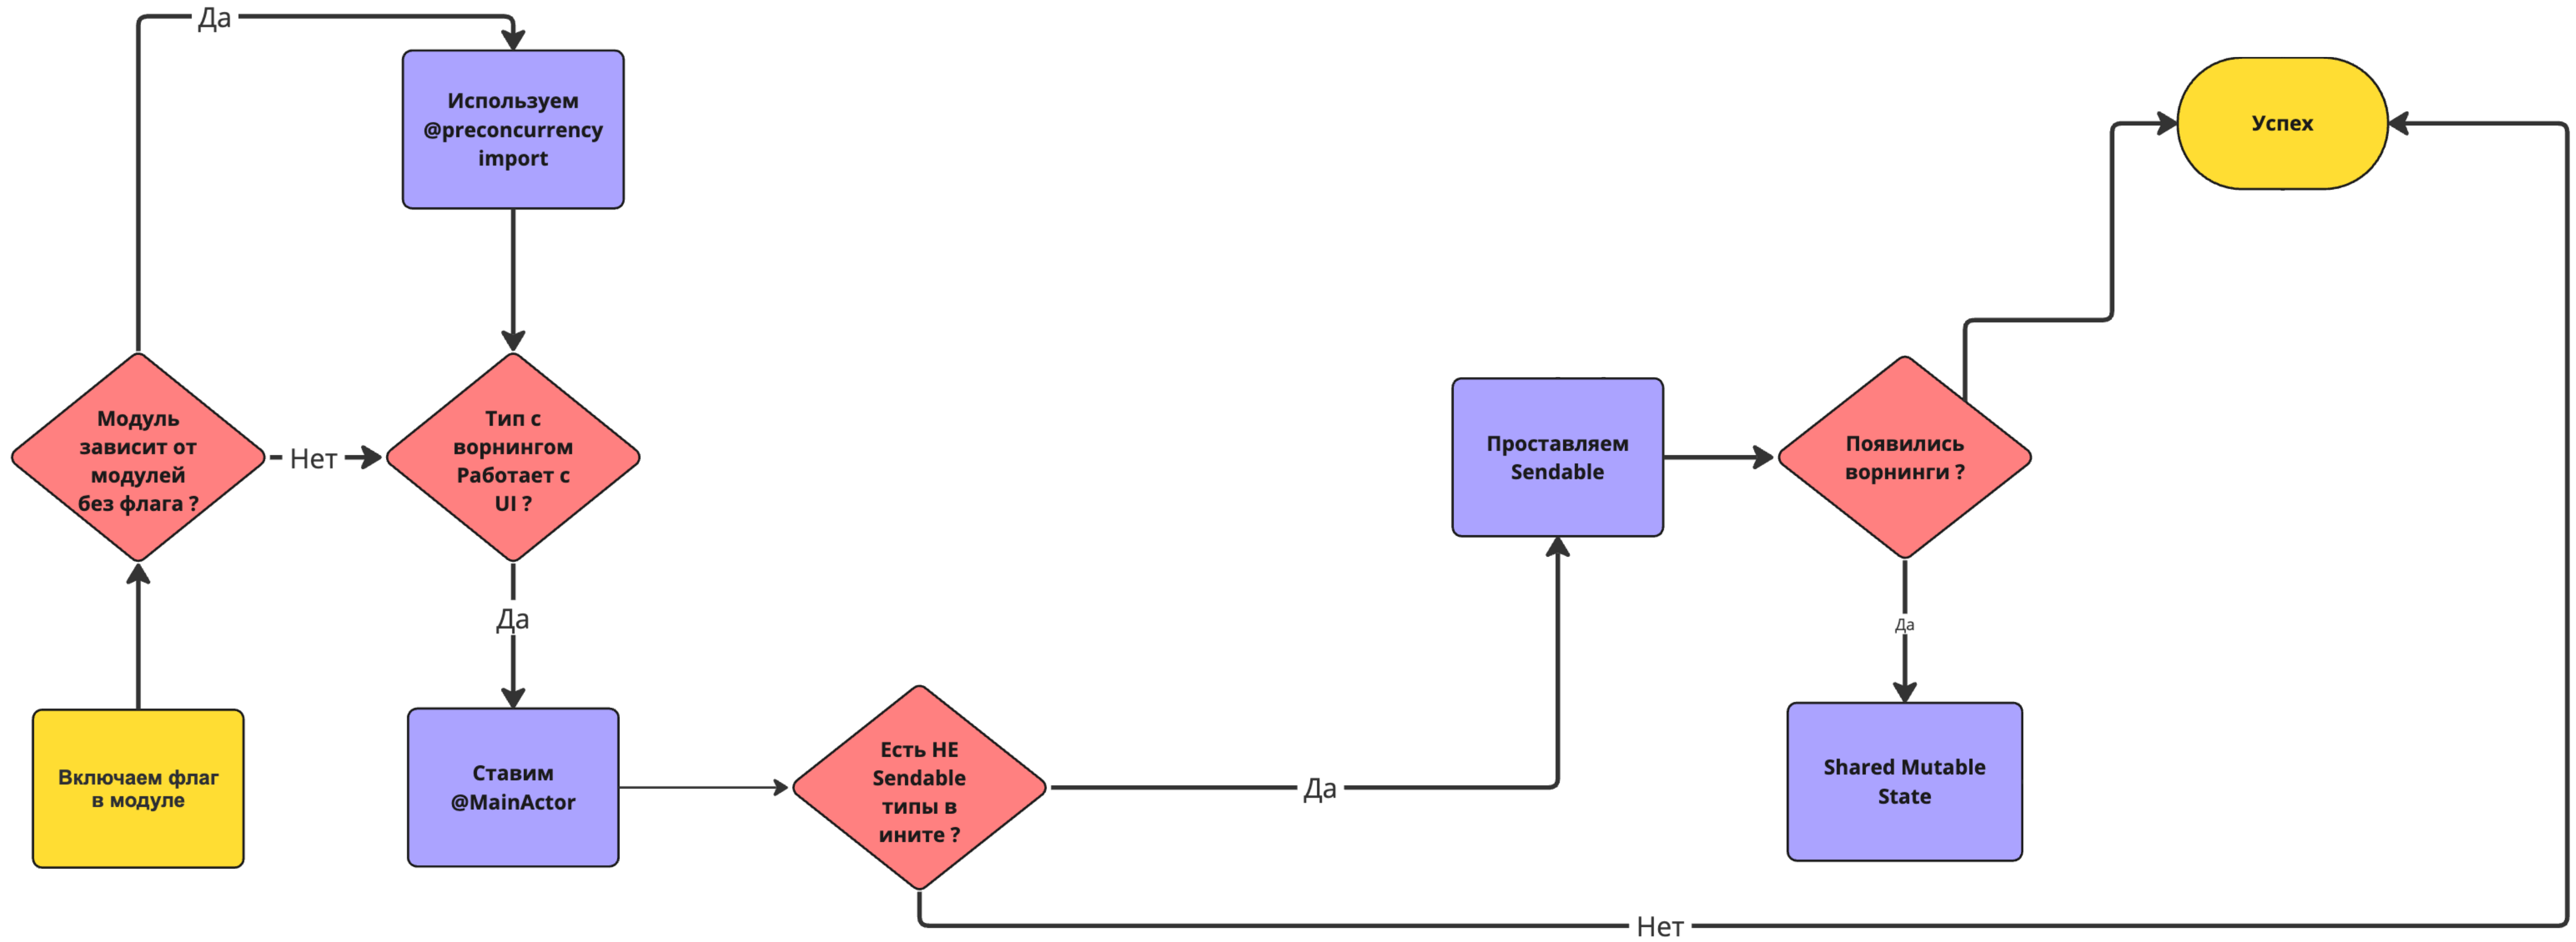 Да
Используем
@preconcurrency
import
Успех
Модуль
зависит от
модулей
без флага ?
Нет
Тип с
ворнингом
Работает с
UI ?
Проставляем
Sendable
Появились
ворнинги ?
Да
Да
Включаем флаг
в модуле
Ставим
@MainActor
Есть НЕ
Sendable
типы в
ините ?
Да
Shared Mutable
State
Нет